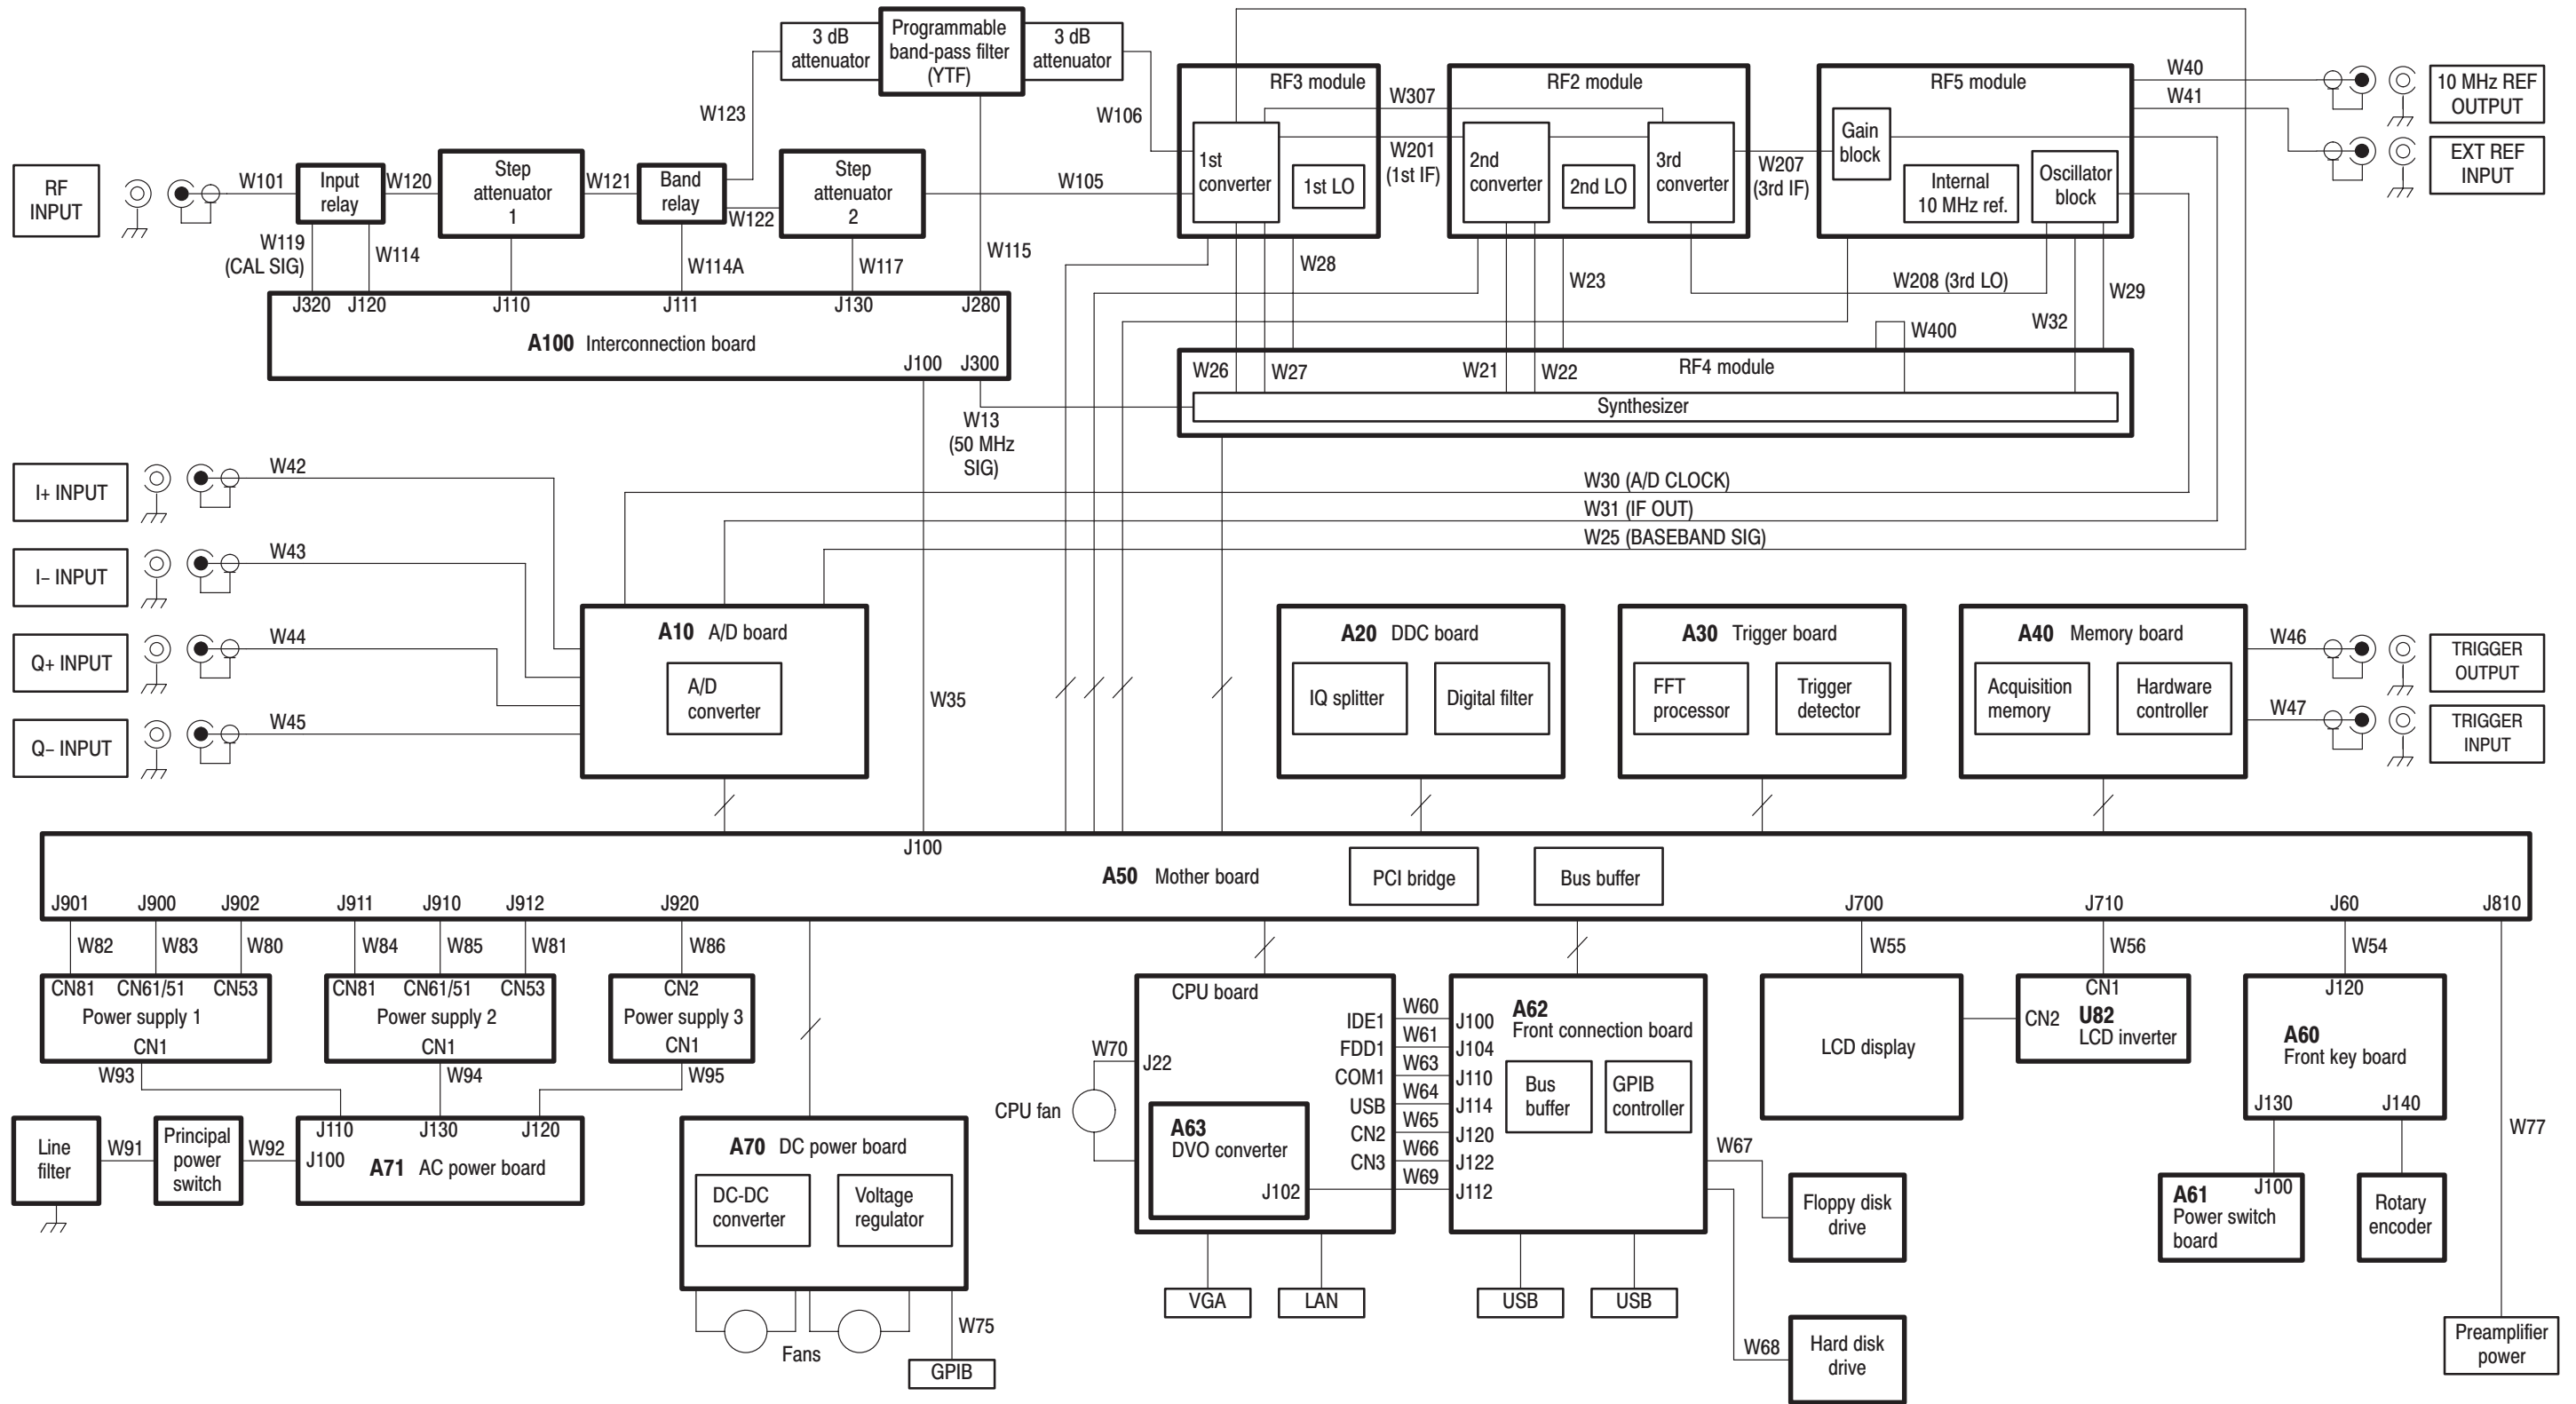 3 dB
attenuator
Programmable
band-pass filter
(YTF)
3 dB
attenuator
W123
W106
W115
RF
INPUT
W101
Input
relay
W120
Step
attenuator
1
W121
Band
relay
W122
Step
attenuator
2
W105
W119
(CAL SIG)
W114
W114A
W117
J320
J120
J110
J111
J130
J280
A100 Interconnection board
J100
J300
W13
(50 MHz
SIG)
RF3 module
1st
converter
1st LO
W307
W201
(1st IF)
RF2 module
2nd
converter
2nd LO
3rd
converter
W207
(3rd IF)
RF5 module
Gain
block
Internal
10 MHz ref.
Oscillator
block
W40
W41
10 MHz REF
OUTPUT
EXT REF
INPUT
W28
W23
W208 (3rd LO)
W29
W32
W400
W26
W27
W21
W22
RF4 module
Synthesizer
W30 (A/D CLOCK)
W31 (IF OUT)
W25 (BASEBAND SIG)
I+ INPUT
W42
I– INPUT
W43
Q+ INPUT
W44
Q– INPUT
W45
A10 A/D board
A/D
converter
W35
A20 DDC board
IQ splitter
Digital filter
A30 Trigger board
FFT
processor
Trigger
detector
A40 Memory board
Acquisition
memory
Hardware
controller
W46
W47
TRIGGER
OUTPUT
TRIGGER
INPUT
J100
A50 Mother board
PCI bridge
Bus buffer
J901
J900
J902
J911
J910
J912
J920
J700
J710
J60
J810
W82
W83
W80
W84
W85
W81
W86
W55
W56
W54
W77
CN81
CN61/51
CN53
Power supply 1
CN1
CN81
CN61/51
CN53
Power supply 2
CN1
CN2
Power supply 3
CN1
W93
W94
W95
Line
filter
W91
Principal
power
switch
W92
J110
J130
J120
J100
A71 AC power board
A70 DC power board
DC-DC
converter
Voltage
regulator
Fans
W75
GPIB
CPU board
W70
J22
CPU fan
A63
DVO converter
J102
IDE1
FDD1
COM1
USB
CN2
CN3
W60
W61
W63
W64
W65
W66
W69
J100
J104
J110
J114
J120
J122
J112
A62
Front connection board
Bus
buffer
GPIB
controller
VGA
LAN
USB
USB
W67
W68
Floppy disk
drive
Hard disk
drive
LCD display
CN1
CN2
U82
LCD inverter
J120
A60
Front key board
J130
J140
J100
A61
Power switch
board
Rotary
encoder
Preamplifier
power